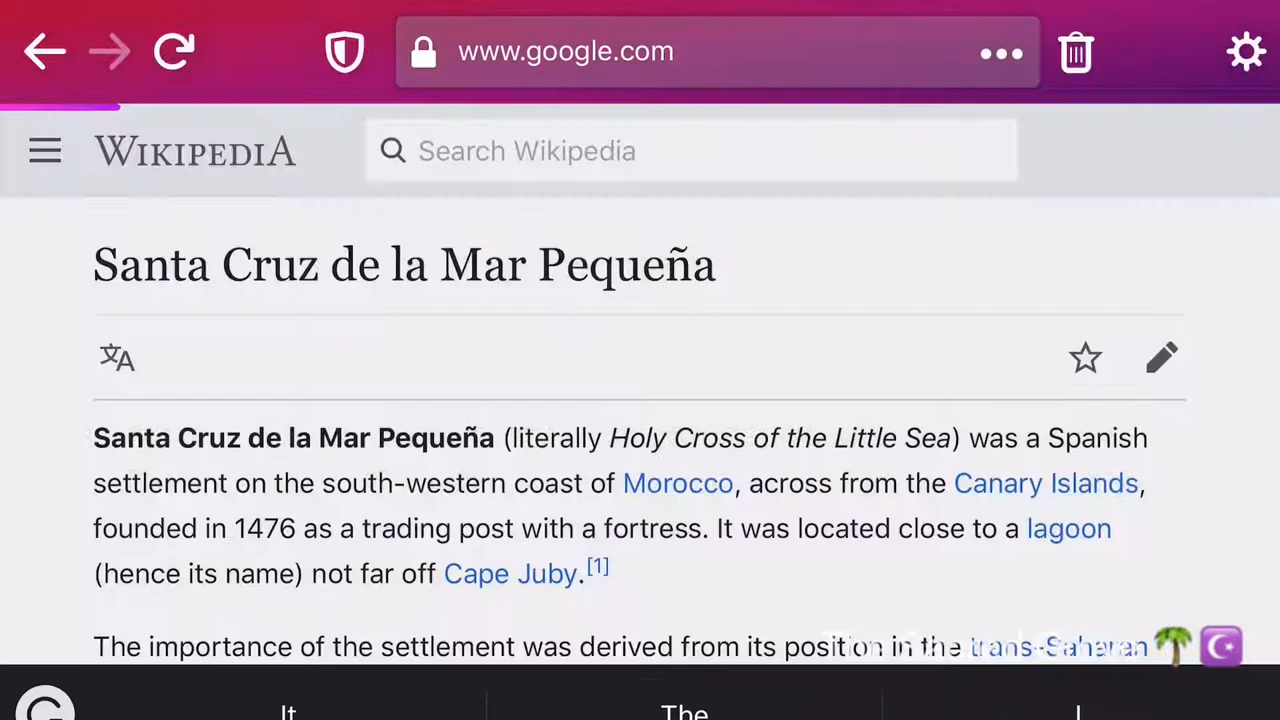 www.google.com
WIKIPEDIA
Search Wikipedia
Santa Cruz de la Mar Pequeña
文A
Santa Cruz de la Mar Pequeña (literally Holy Cross of the Little Sea) was a Spanish
settlement on the south-western coast of Morocco, across from the Canary Islands,
founded in 1476 as a trading post with a fortress. It was located close to a lagoon
(hence its name) not far off Cape Juby.[1]
The importance of the settlement was derived from its position in the trans-Saharan
It The I